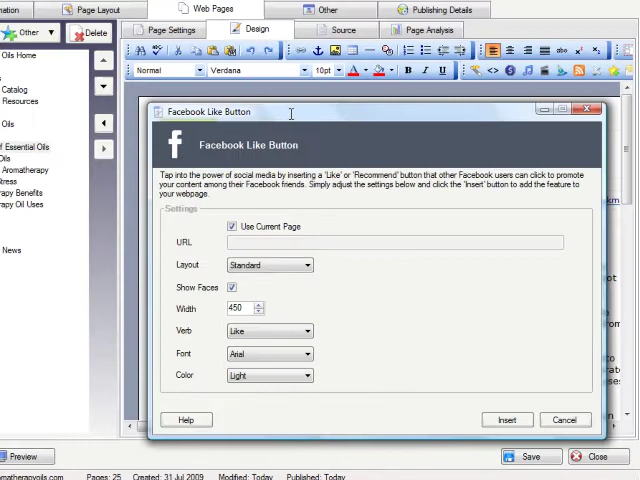 Page Layout
Web Pages
Other
Publishing Details
Other
Delete
Page Settings
Design
Source
Page Analysis
Normal
Verdana
10pt
B I U
Oils Home
Catalog
Resources
Oils
f Essential Oils
Oils
Aromatherapy
rapy Benefits
rapy Oil Uses
News
Facebook Like Button
Facebook Like Button
Tap into the power of social media by inserting a 'Like' or 'Recommend' button that other Facebook users can click to promote
your content among their Facebook friends. Simply adjust the settings below and click the 'Insert' button to add the feature to
your webpage.
Settings
Use Current Page
URL
Layout Standard
Show Faces
Width 450
Verb Like
Font Arial
Color Light
Help Insert Cancel
Preview Save Close
omatherapyoils.com Pages: 25 Created: 31 Jul 2009 Modified: Today Published: Today